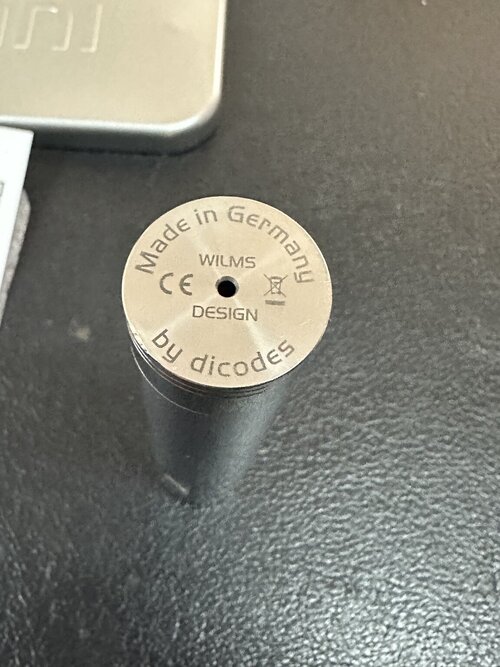 Made in Germany
WILMS
CE
DESIGN
by dicodes